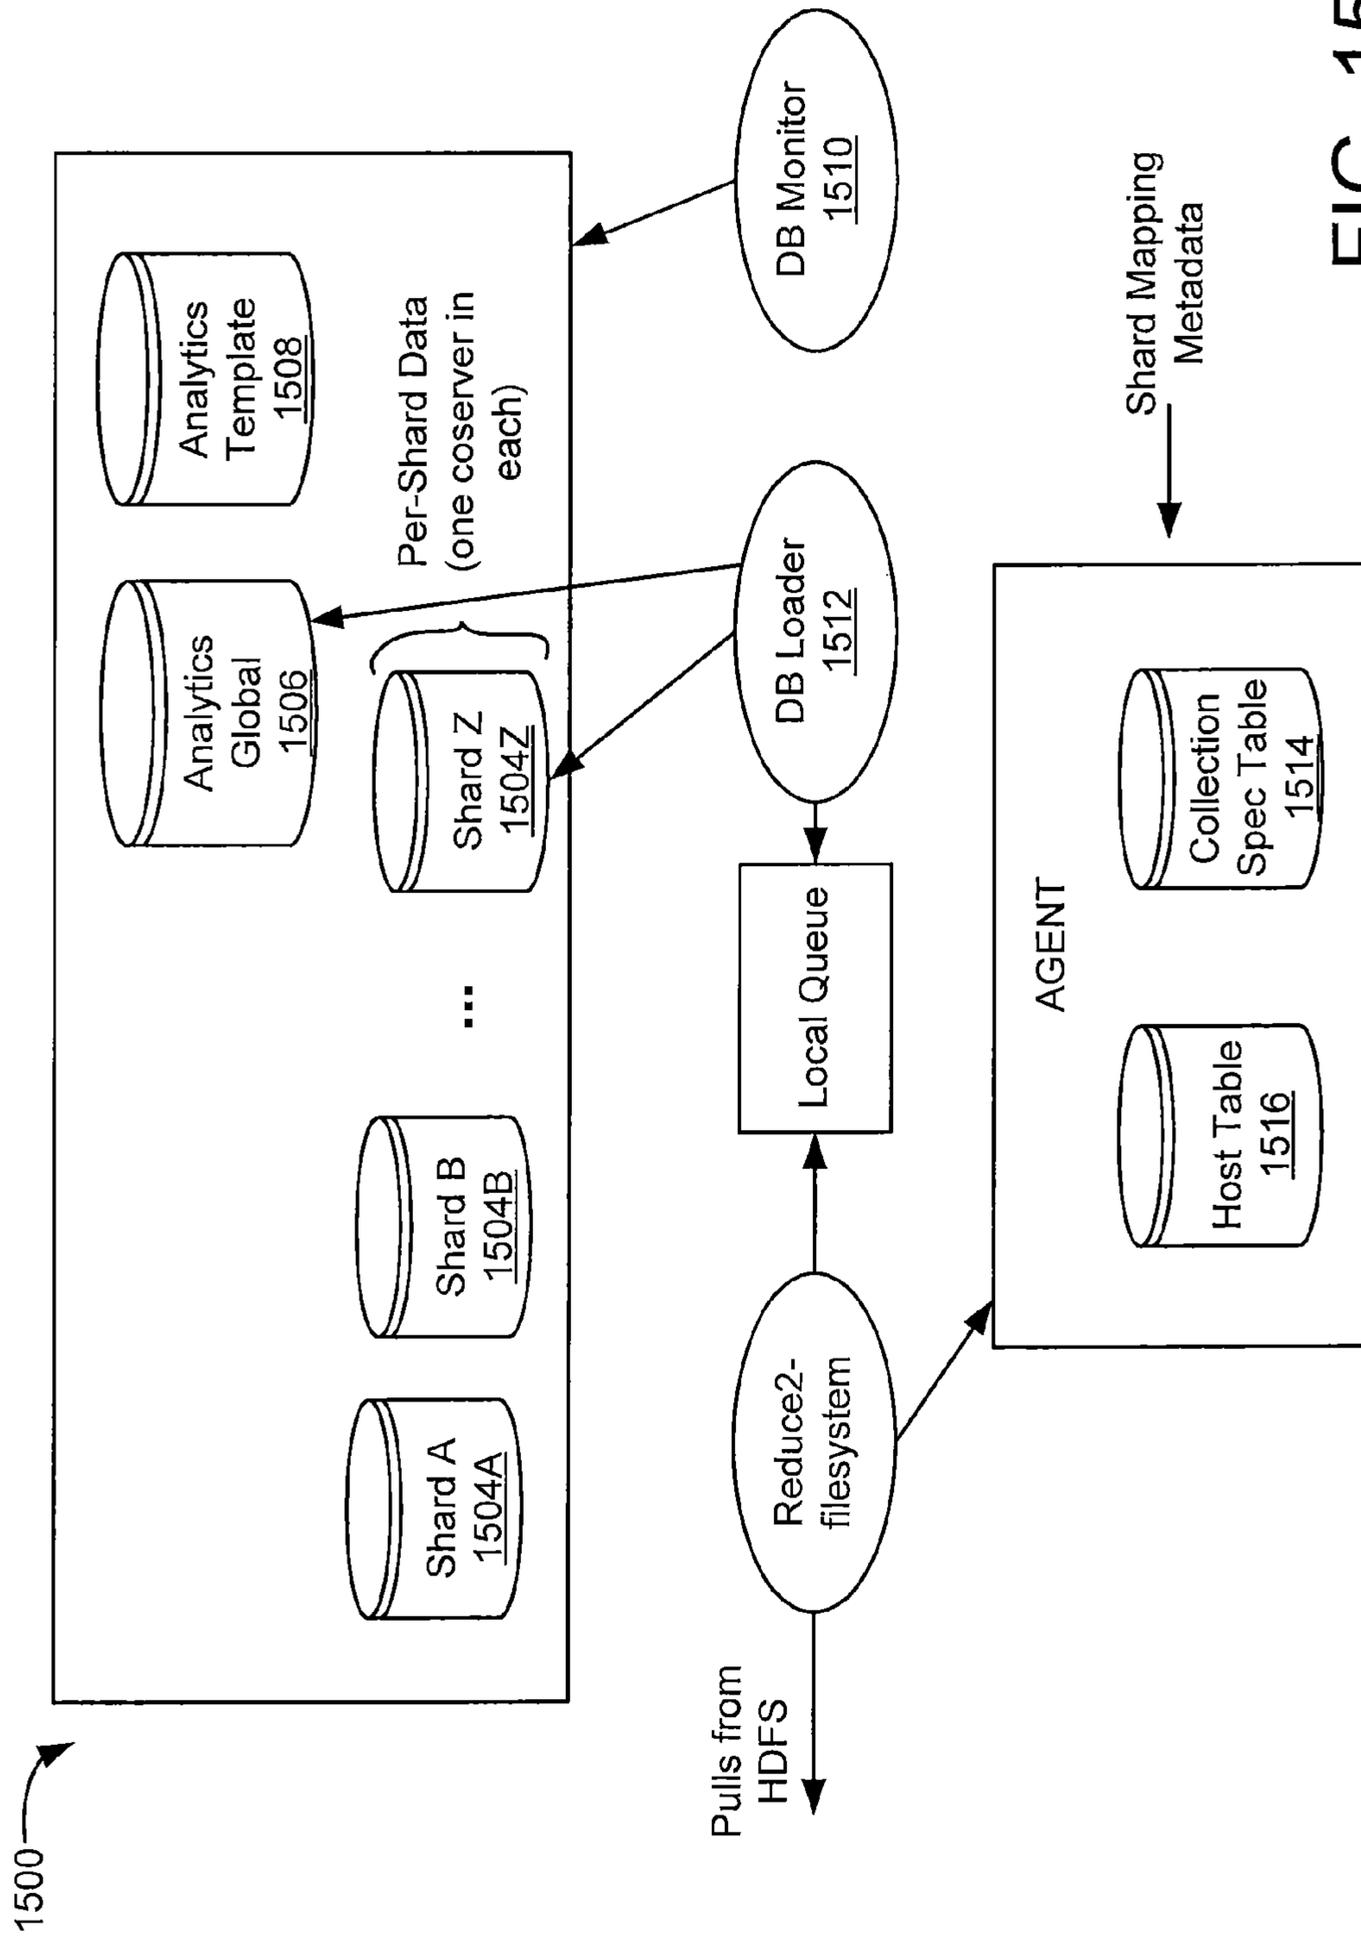 1500
Analytics
Global
1506
Analytics
Template
1508
Shard A
1504A
Shard B
1504B
...
Shard Z
1504Z
Per-Shard Data
(one coserver in
each)
Pulls from
HDFS
Reduce2-
filesystem
Local Queue
DB Loader
1512
DB Monitor
1510
AGENT
Host Table
1516
Collection
Spec Table
1514
Shard Mapping
Metadata
FIG. 15